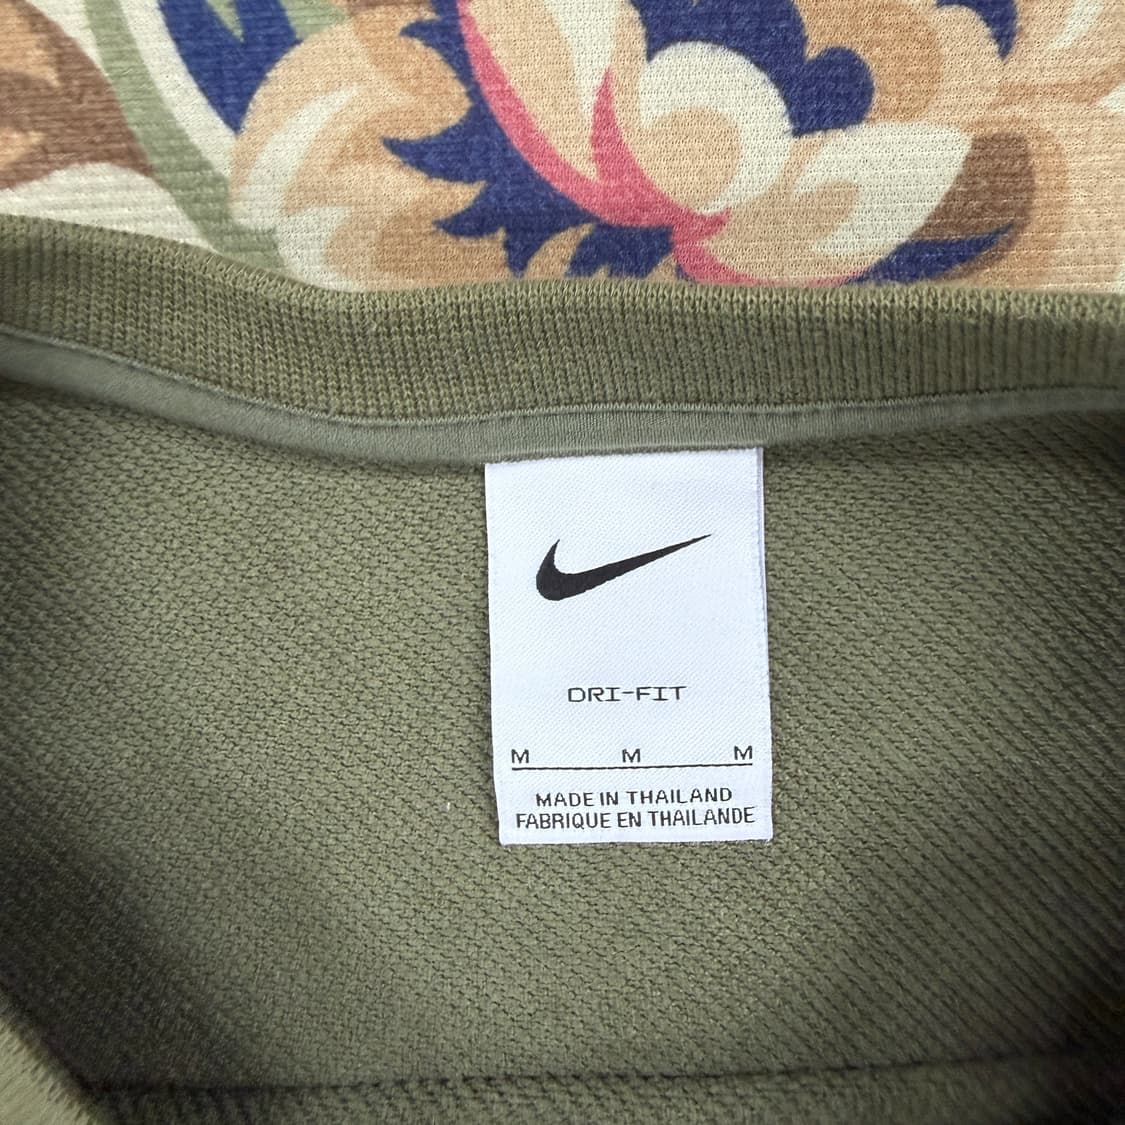 DRI-FIT
M M M
MADE IN THAILAND
FABRIQUE EN THAILANDE